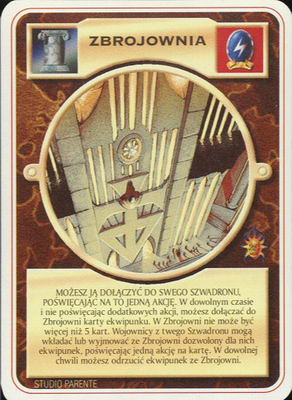 ZBROJOWNIA
MOŻESZ JĄ DOŁĄCZYĆ DO SWEGO SZWADRONU,
POŚWIĘCAJĄC NA TO JEDNĄ AKCJĘ. W dowolnym czasie
i nie poświęcając dodatkowych akcji, możesz dołączać do
Zbrojowni karty ekwipunku. W Zbrojowni nie może być
więcej niż 5 kart. Wojownicy z twego Szwadronu mogą
wkładać lub wyjmować ze Zbrojowni dozwolony dla nich
ekwipunek, poświęcając jedną akcję na kartę. W dowolnej
chwili możesz odrzucić ekwipunek ze Zbrojowni.
STUDIO PARENTE